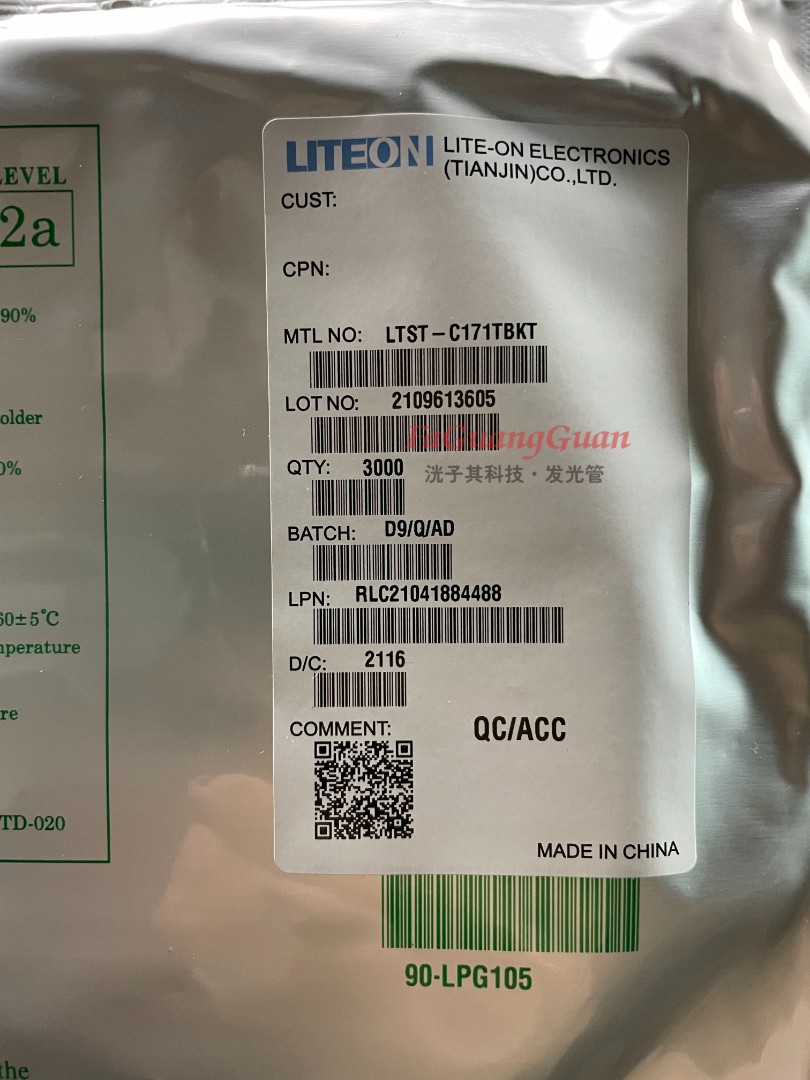 LEVEL
2a
90%
older
0%
60±5°C
mperature
re
TD-020
the
LITEON LITE-ON ELECTRONICS
(TIANJIN)CO.,LTD.
CUST:
CPN:
MTL NO: LTST-C171TBKT
LOT NO: 2109613605
FaGuangGuan
QTY: 3000
洸子其科技·发光管
BATCH: D9/Q/AD
LPN: RLC21041884488
D/C: 2116
COMMENT: QC/ACC
MADE IN CHINA
90-LPG105